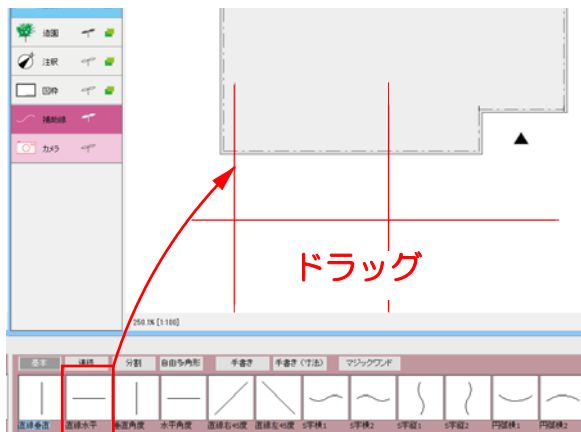 造園
注釈
図枠
補助線
カメラ
ドラッグ
250.1% [1:100]
基本 連続 分割 自由多角形 手書き 手書き（寸法） マジックワンド
直線垂直 直線水平 垂直角度 水平角度 直線右45度 直線左45度 S字横1 S字横2 S字縦1 S字縦2 円弧横1 円弧横2